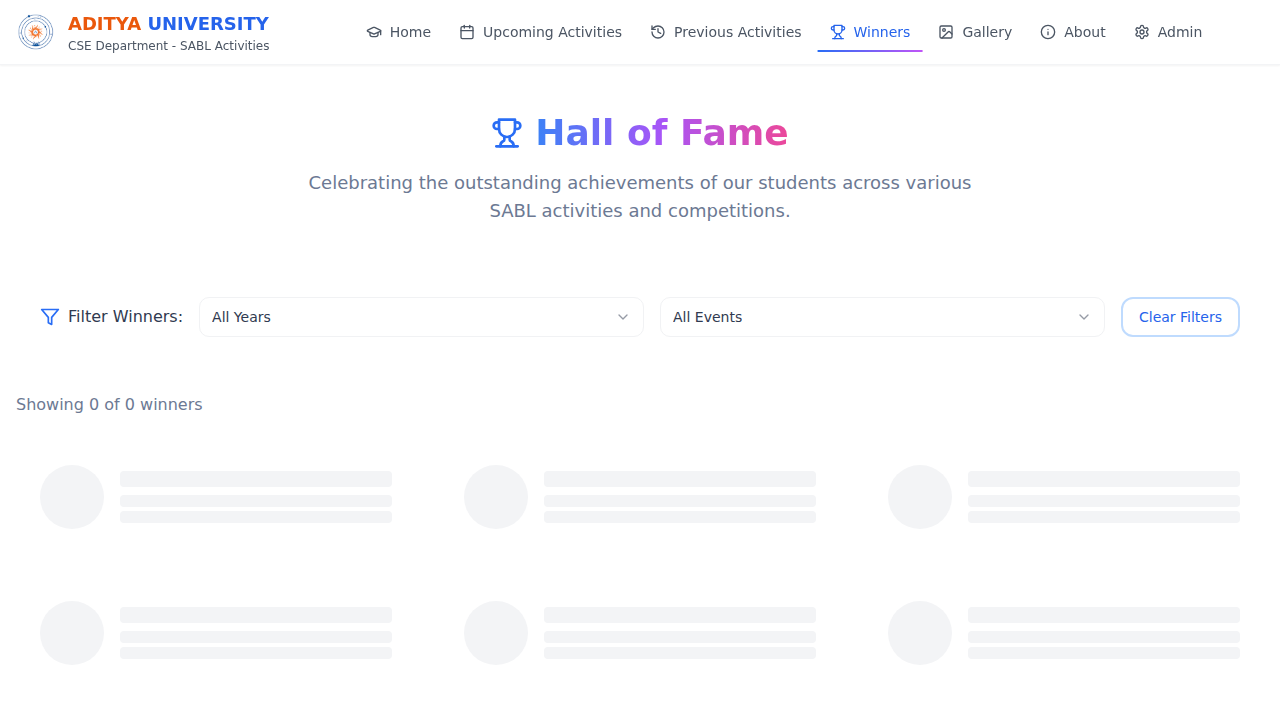 ADITYA UNIVERSITY
CSE Department - SABL Activities
Home
Upcoming Activities
Previous Activities
Winners
Gallery
About
Admin
Hall of Fame
Celebrating the outstanding achievements of our students across various
SABL activities and competitions.
Filter Winners:
All Years
All Events
Clear Filters
Showing 0 of 0 winners